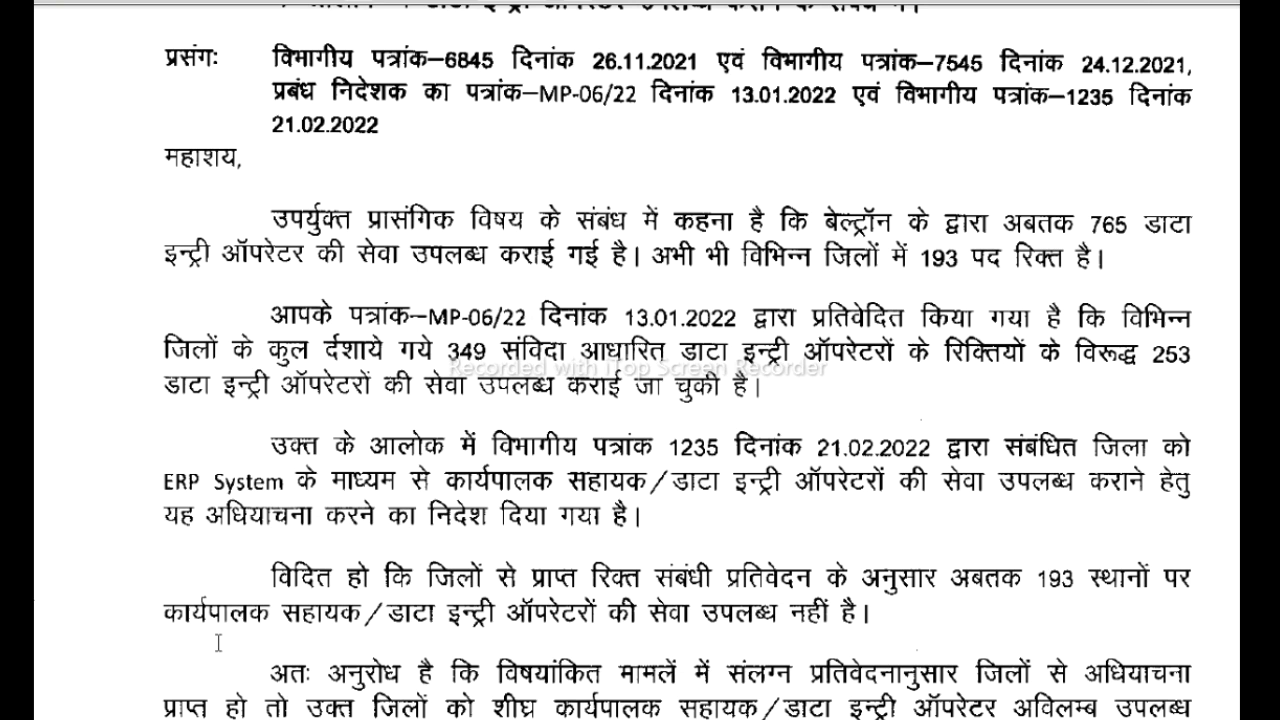 प्रसंगः विभागीय पत्रांक–6845 दिनांक 26.11.2021 एवं विभागीय पत्रांक–7545 दिनांक 24.12.2021,
प्रबंध निदेशक का पत्रांक–MP-06/22 दिनांक 13.01.2022 एवं विभागीय पत्रांक–1235 दिनांक
21.02.2022
महाशय,
उपर्युक्त प्रासंगिक विषय के संबंध में कहना है कि बेल्ट्रॉन के द्वारा अबतक 765 डाटा
इन्ट्री ऑपरेटर की सेवा उपलब्ध कराई गई है। अभी भी विभिन्न जिलों में 193 पद रिक्त है।
आपके पत्रांक–MP-06/22 दिनांक 13.01.2022 द्वारा प्रतिवेदित किया गया है कि विभिन्न
जिलों के कुल र्दशाये गये 349 संविदा आधारित डाटा इन्ट्री ऑपरेटरों के रिक्तियों के विरूद्ध 253
Recorded with iTop Screen Recorder
डाटा इन्ट्री ऑपरेटरों की सेवा उपलब्ध कराई जा चुकी है।
उक्त के आलोक में विभागीय पत्रांक 1235 दिनांक 21.02.2022 द्वारा संबंधित जिला को
ERP System के माध्यम से कार्यपालक सहायक/डाटा इन्ट्री ऑपरेटरों की सेवा उपलब्ध कराने हेतु
यह अधियाचना करने का निदेश दिया गया है।
विदित हो कि जिलों से प्राप्त रिक्त संबंधी प्रतिवेदन के अनुसार अबतक 193 स्थानों पर
कार्यपालक सहायक/डाटा इन्ट्री ऑपरेटरों की सेवा उपलब्ध नहीं है।
अतः अनुरोध है कि विषयांकित मामलें में संलग्न प्रतिवेदनानुसार जिलों से अधियाचना
प्राप्त हो तो उक्त जिलों को शीघ्र कार्यपालक सहायक/डाटा इन्ट्री ऑपरेटर अविलम्ब उपलब्ध